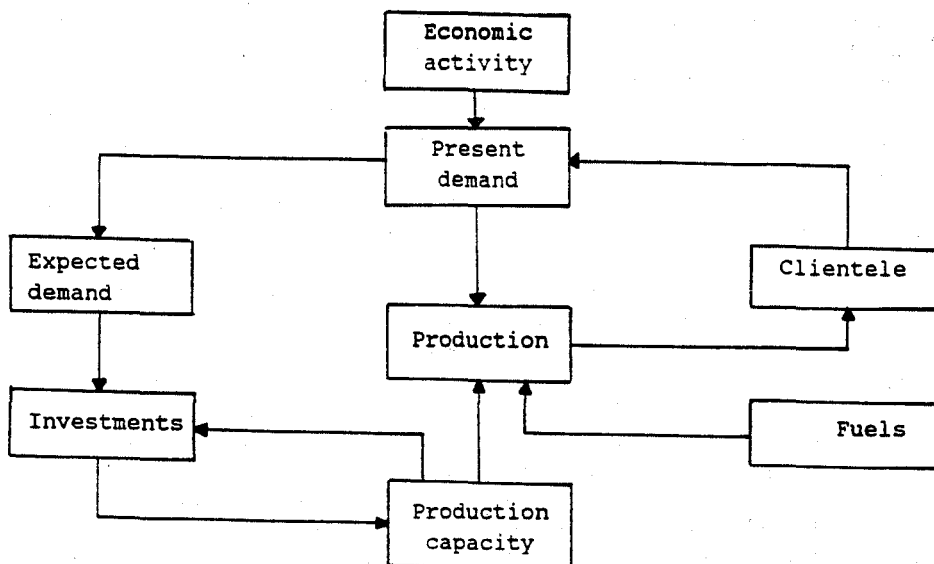 Economic
activity
Present
demand
Expected
demand
Clientele
Production
Investments
Fuels
Production
capacity